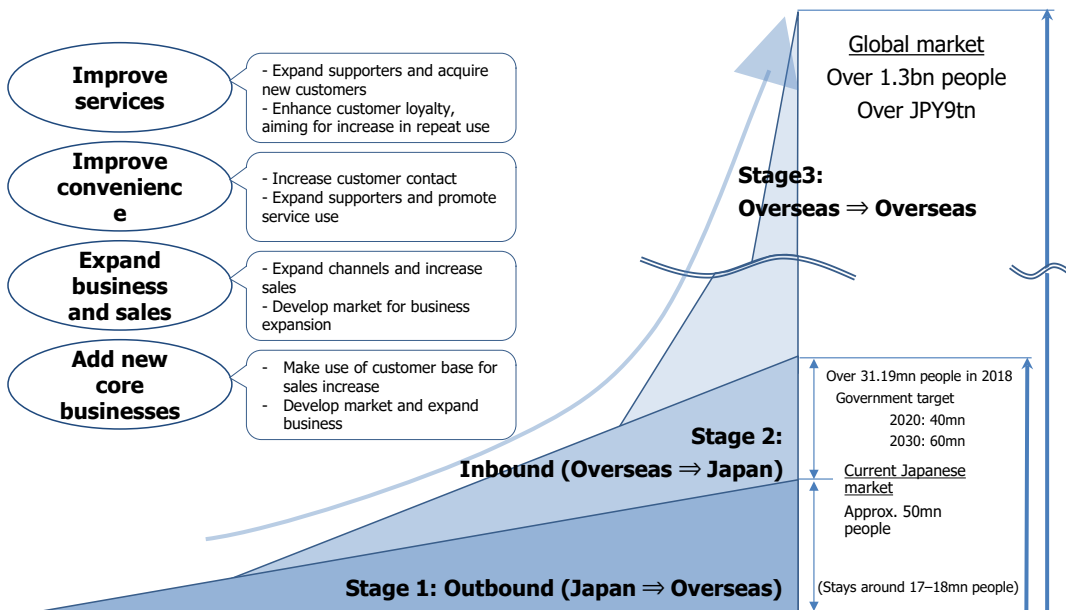 Improve
services
- Expand supporters and acquire
new customers
- Enhance customer loyalty,
aiming for increase in repeat use
Improve
convenienc
e
- Increase customer contact
- Expand supporters and promote
service use
Expand
business
and sales
- Expand channels and increase
sales
- Develop market for business
expansion
Add new
core
businesses
- Make use of customer base for
sales increase
- Develop market and expand
business
Global market
Over 1.3bn people
Over JPY9tn
Stage3:
Overseas ⇒ Overseas
Over 31.19mn people in 2018
Government target
2020: 40mn
2030: 60mn
Stage 2:
Inbound (Overseas ⇒ Japan)
Current Japanese
market
Approx. 50mn
people
Stage 1: Outbound (Japan ⇒ Overseas)
(Stays around 17–18mn people)